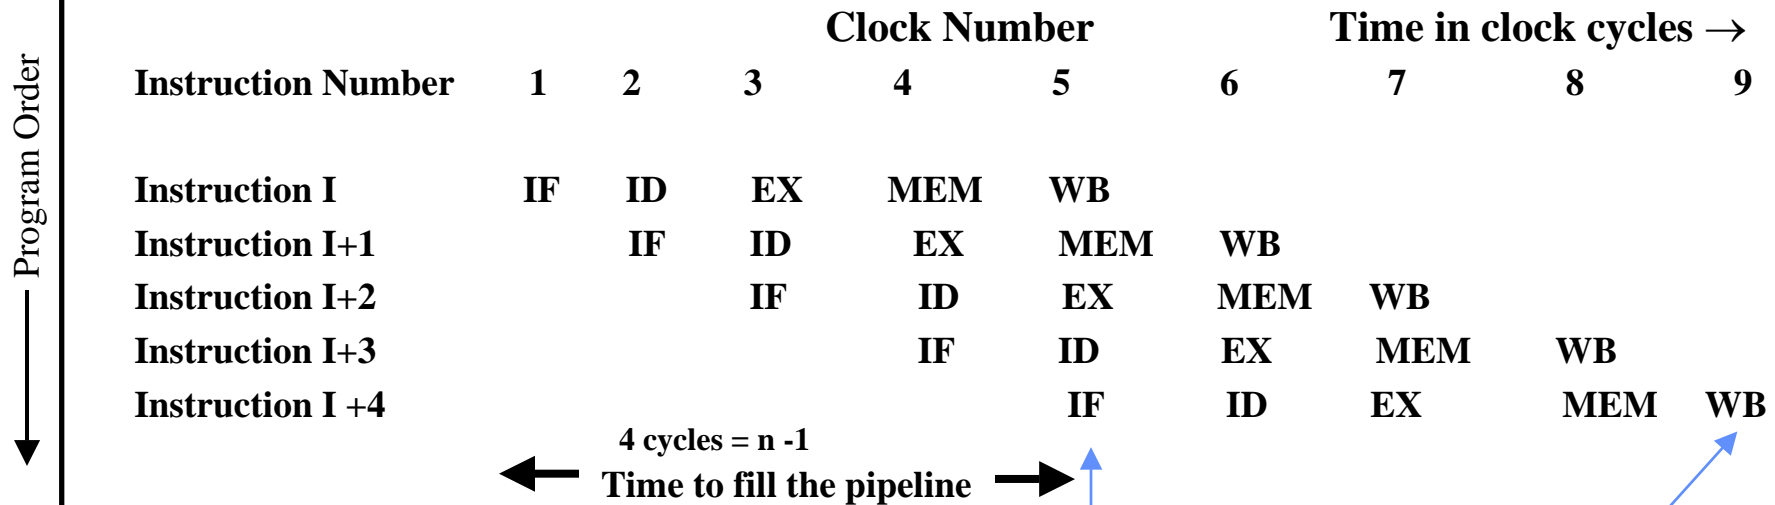 Clock Number Time in clock cycles →
Instruction Number 1 2 3 4 5 6 7 8 9
Program Order
Instruction I IF ID EX MEM WB
Instruction I+1 IF ID EX MEM WB
Instruction I+2 IF ID EX MEM WB
Instruction I+3 IF ID EX MEM WB
Instruction I +4 IF ID EX MEM WB
4 cycles = n -1
Time to fill the pipeline